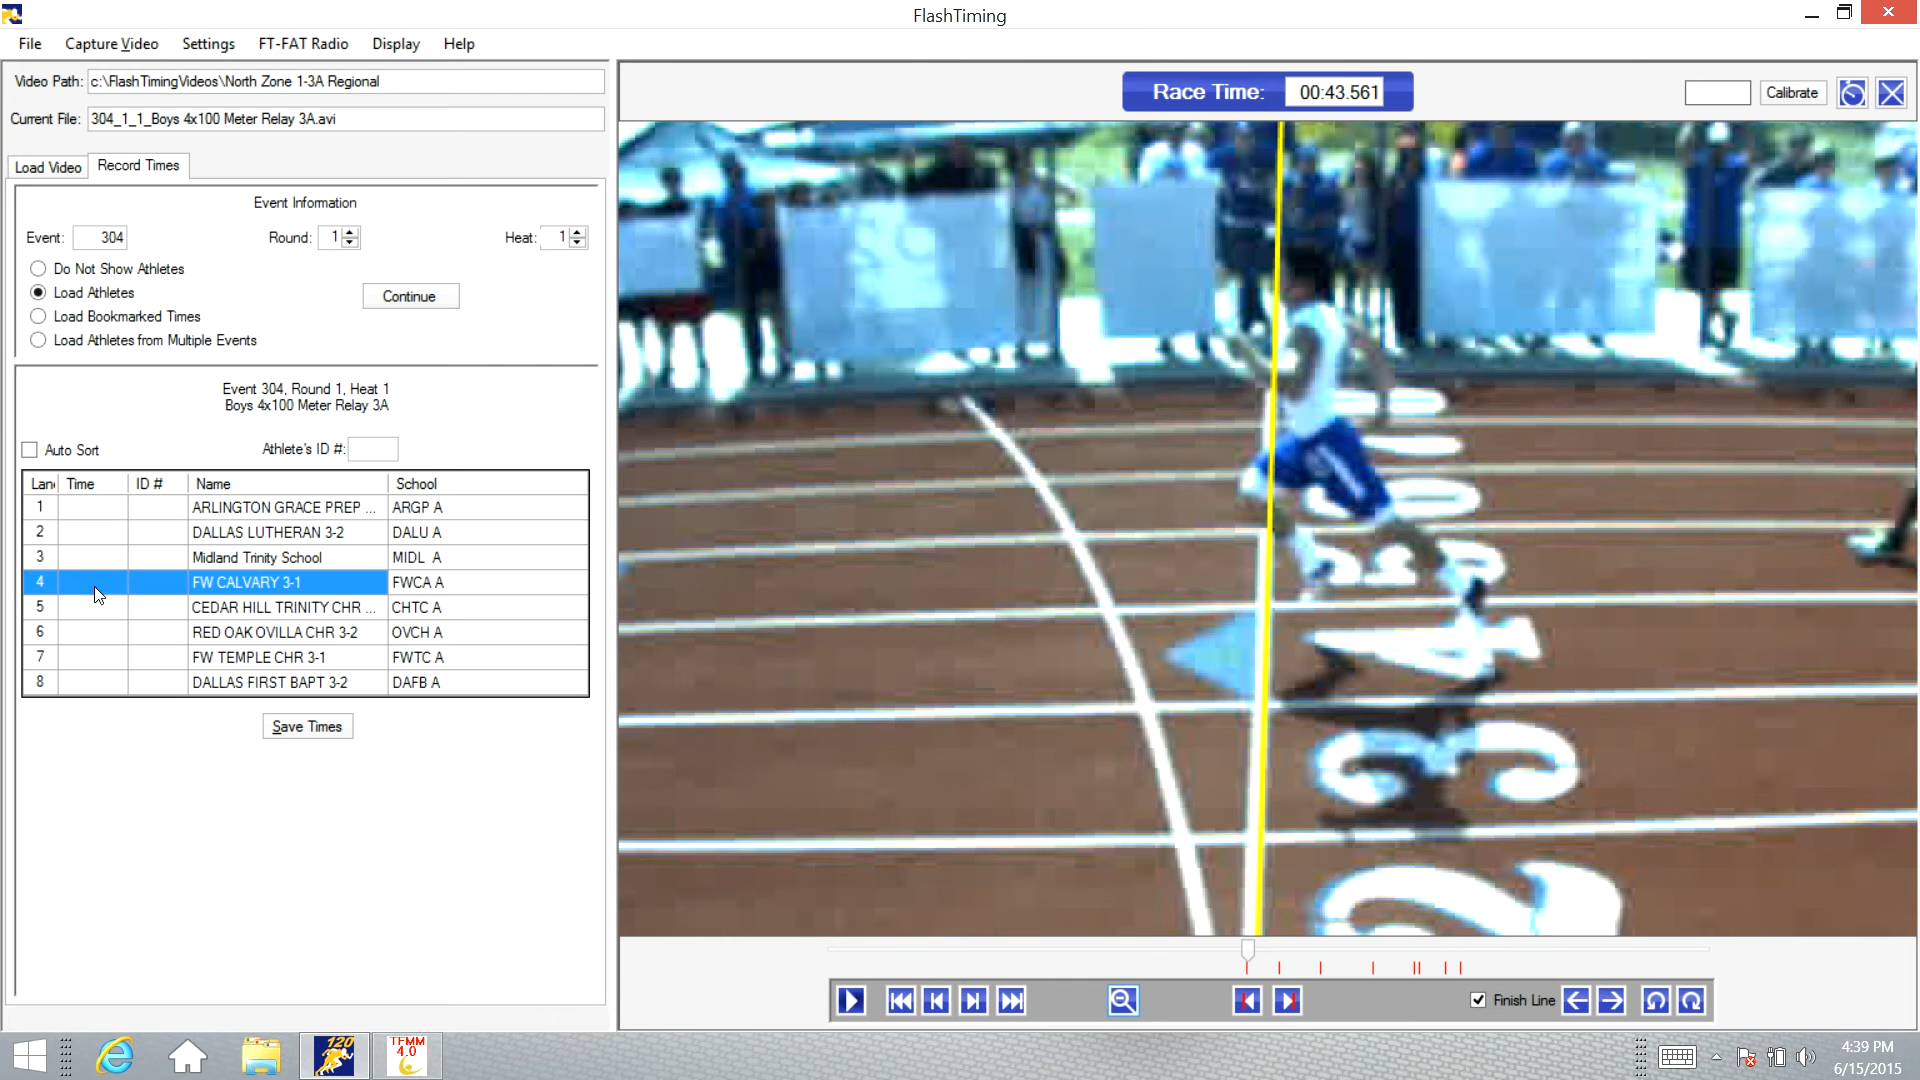 FlashTiming
File Capture Video Settings FT-FAT Radio Display Help
Video Path: c:\FlashTimingVideos\North Zone 1-3A Regional
Current File: 304_1_1_Boys 4x100 Meter Relay 3A.avi
Race Time: 00:43.561
Calibrate
Load Video Record Times
Event Information
Event: 304 Round: 1 Heat: 1
Do Not Show Athletes
Load Athletes
Continue
Load Bookmarked Times
Load Athletes from Multiple Events
Event 304, Round 1, Heat 1
Boys 4x100 Meter Relay 3A
Auto Sort Athlete's ID #:
Lan Time ID # Name School
1 ARLINGTON GRACE PREP ... ARGP A
2 DALLAS LUTHERAN 3-2 DALU A
3 Midland Trinity School MIDL A
4 FW CALVARY 3-1 FWCA A
5 CEDAR HILL TRINITY CHR ... CHTC A
6 RED OAK OVILLA CHR 3-2 OVCH A
7 FW TEMPLE CHR 3-1 FWTC A
8 DALLAS FIRST BAPT 3-2 DAFB A
Save Times
4
3
2
Finish Line
120
TFMM
4.0
4:39 PM
6/15/2015